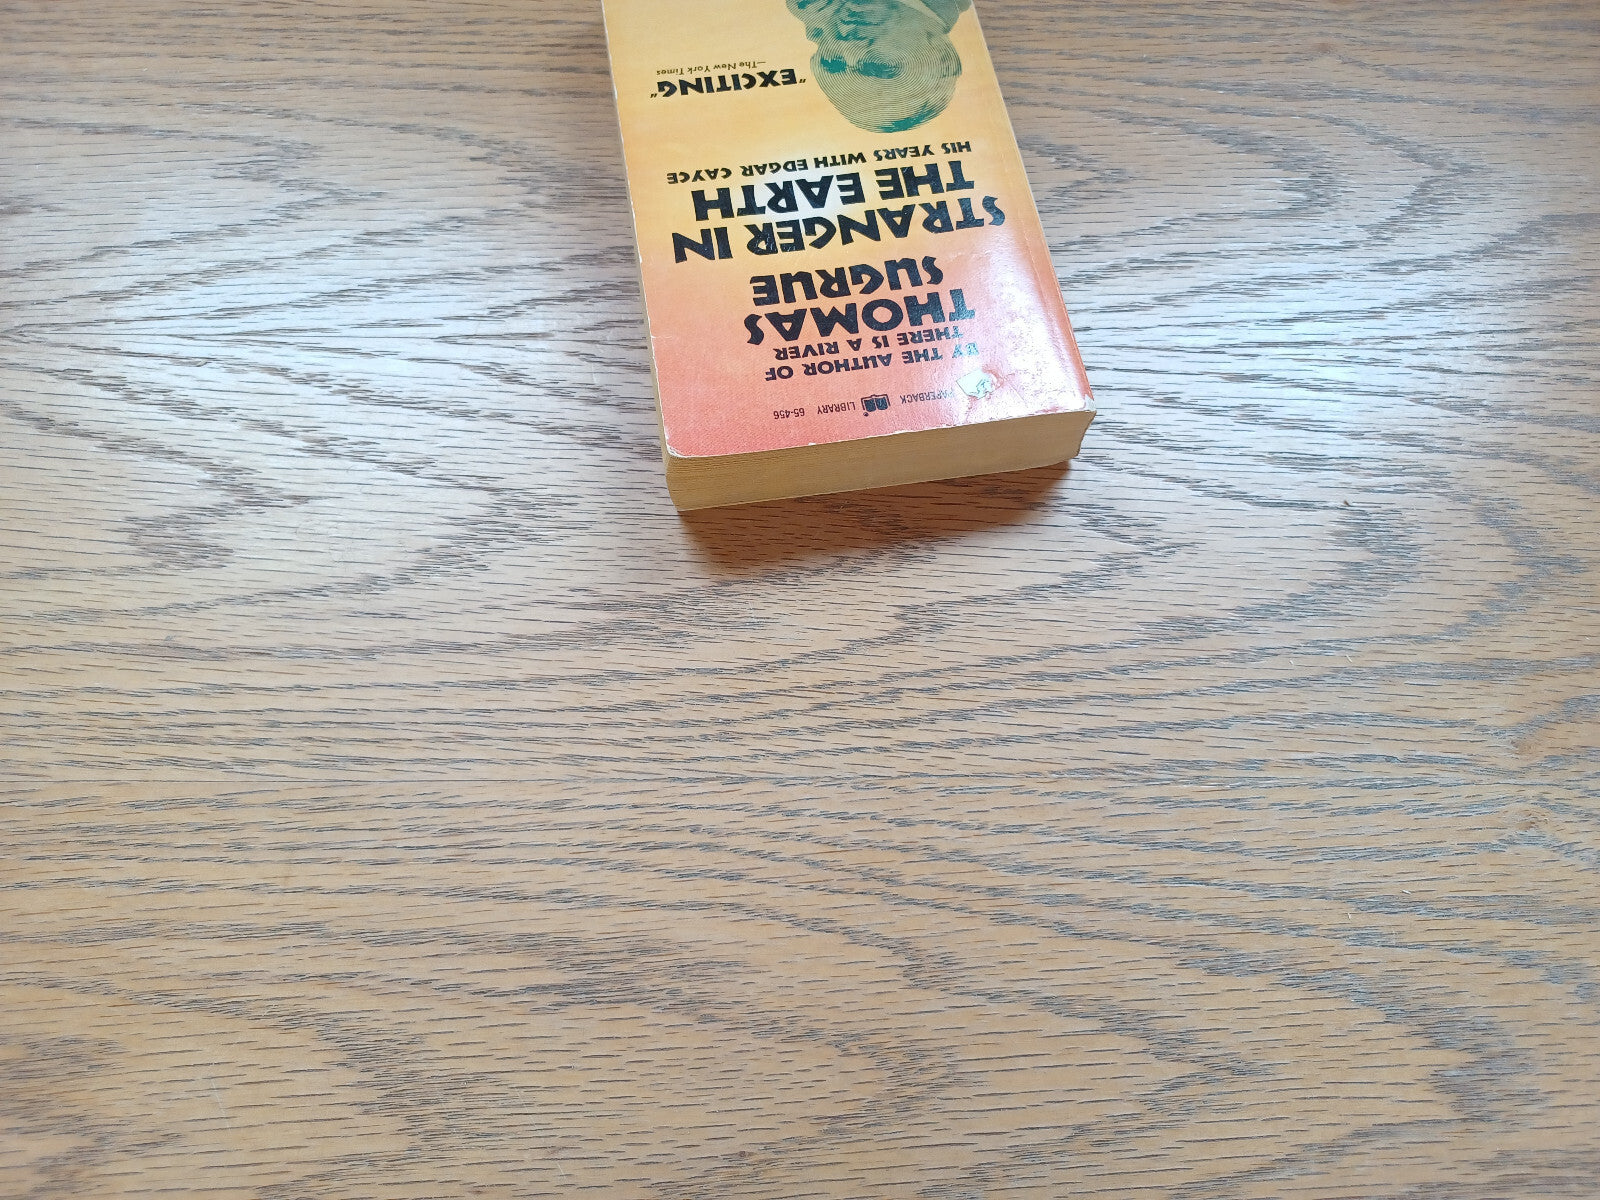 PAPERBACK LIBRARY 65-456
BY THE AUTHOR OF
THERE IS A RIVER
THOMAS
SUGRUE
STRANGER IN
THE EARTH
HIS YEARS WITH EDGAR CAYCE
"EXCITING"
—The New York Times